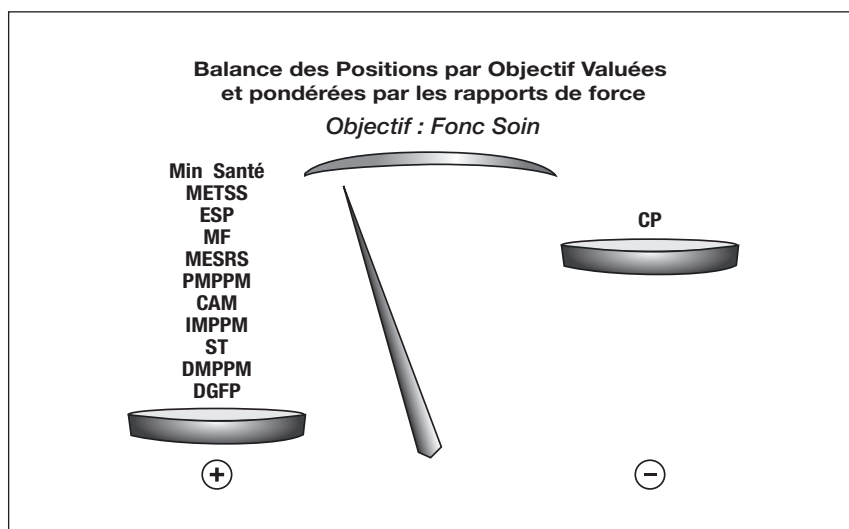 Balance des Positions par Objectif Valuées
et pondérées par les rapports de force
Objectif : Fonc Soin
Min Santé
METSS
ESP
MF
MESRS
PMPPM
CAM
IMPPM
ST
DMPPM
DGFP
CP
+
−